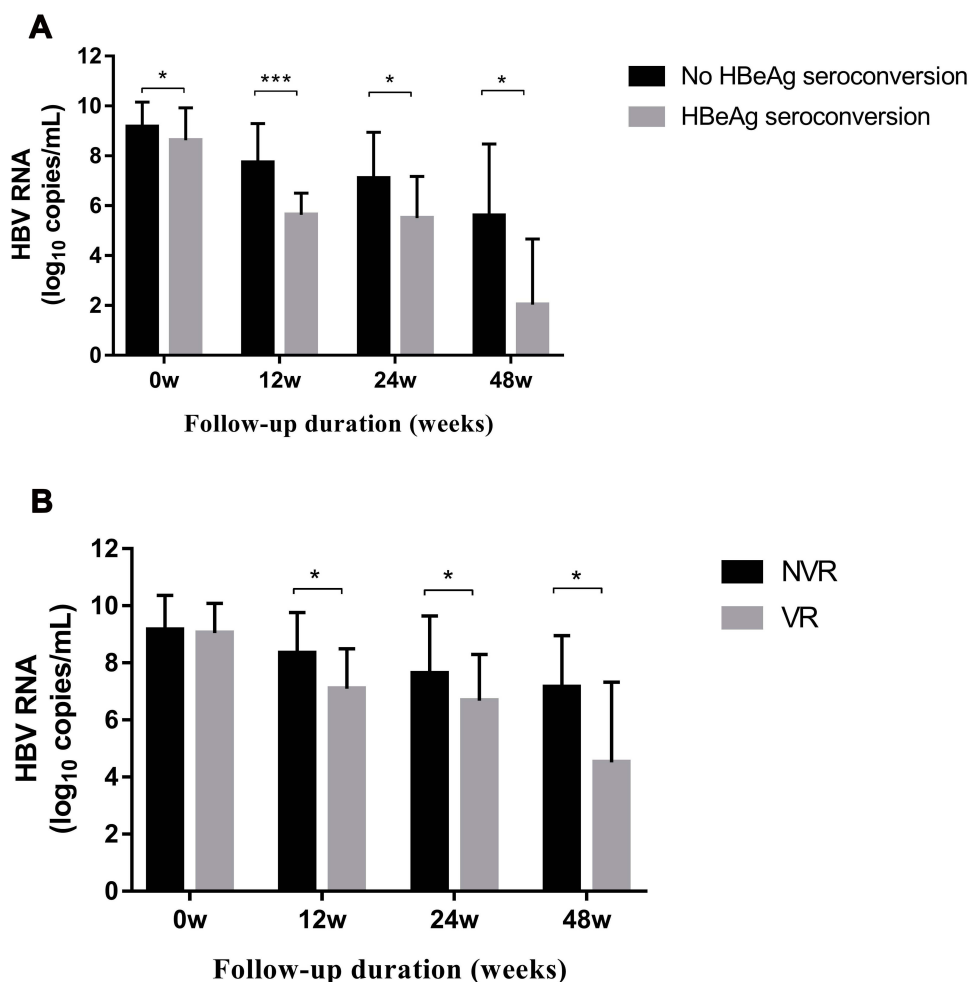 A
12
10
8
6
4
2
0
HBV RNA
(log10 copies/mL)
*
***
*
*
No HBeAg seroconversion
HBeAg seroconversion
0w 12w 24w 48w
Follow-up duration (weeks)
B
12
10
8
6
4
2
0
HBV RNA
(log10 copies/mL)
*
*
*
NVR
VR
0w 12w 24w 48w
Follow-up duration (weeks)